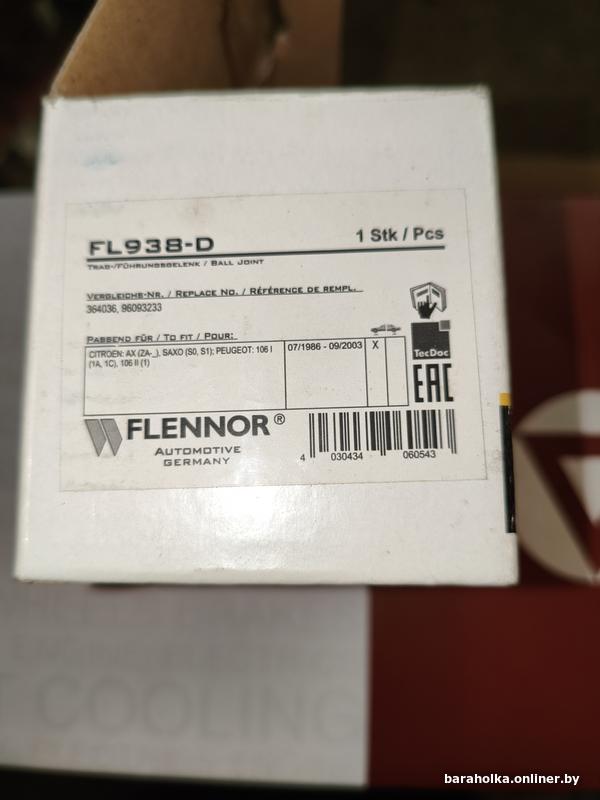 FL938-D
1 Stk / Pcs
TRAG-/FÜHRUNGSGELENK / BALL JOINT
VERGLEICHS-NR. / REPLACE NO. / RÉFÉRENCE DE REMPL.
364036, 96093233
PASSEND FÜR / TO FIT / POUR:
CITROEN: AX (ZA-_), SAXO (S0, S1); PEUGEOT: 106 I
(1A, 1C), 106 II (1)
07/1986 - 09/2003
X
TecDoc
EAC
FLENNOR®
AUTOMOTIVE
GERMANY
4 030434 060543
COOLING
baraholka.onliner.by